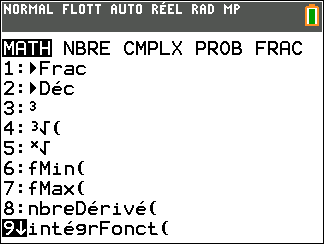 NORMAL FLOTT AUTO RÉEL RAD MP
MATH NBRE CMPLX PROB FRAC
1:▶Frac
2:▶Déc
3:³
4:³√(
5:ˣ√
6:fMin(
7:fMax(
8:nbreDérivé(
9↓intégrFonct(